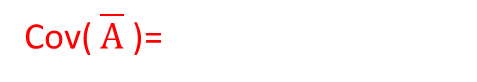 Cov( A̅ )=